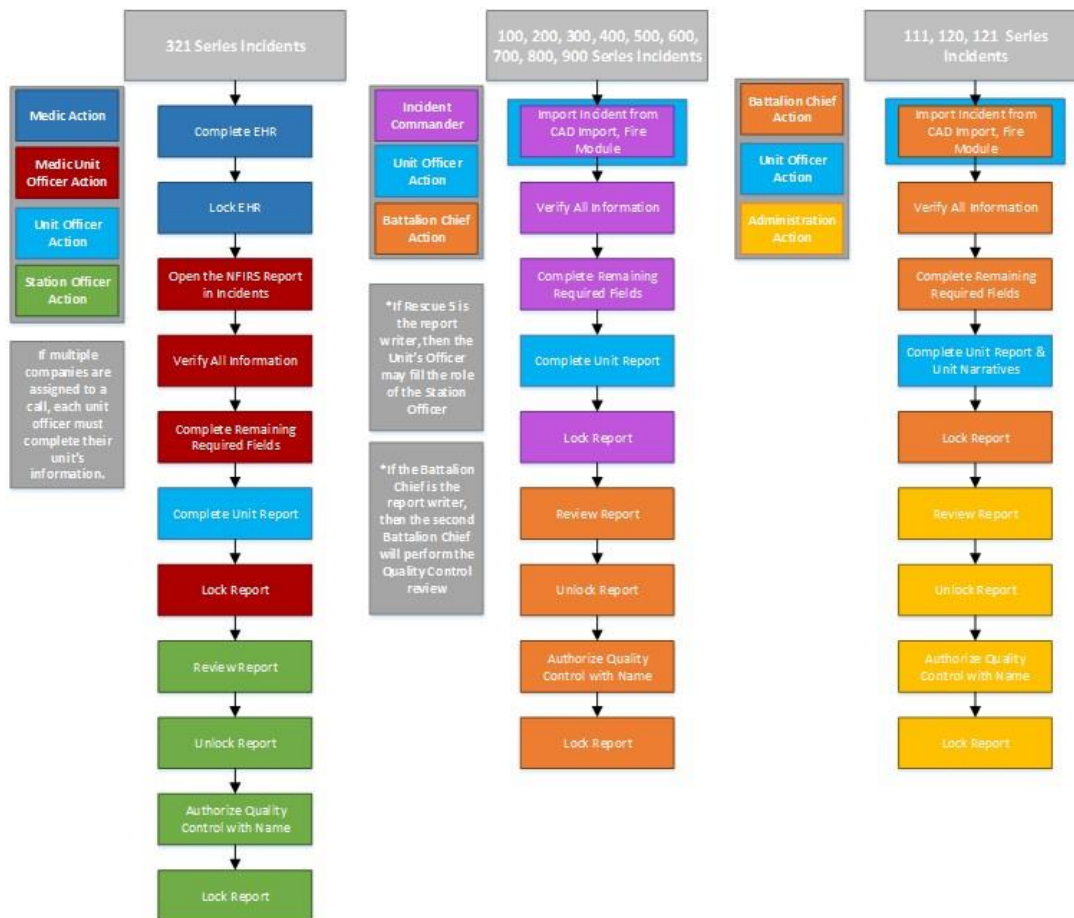 321 Series Incidents
Medic Action
Medic Unit
Officer Action
Unit Officer
Action
Station Officer
Action
If multiple
companies are
assigned to a
call, each unit
officer must
complete their
unit's
information.
Complete EHR
Lock EHR
Open the NFIRS Report
in Incidents
Verify All Information
Complete Remaining
Required Fields
Complete Unit Report
Lock Report
Review Report
Unlock Report
Authorize Quality
Control with Name
Lock Report
100, 200, 300, 400, 500, 600,
700, 800, 900 Series Incidents
Incident
Commander
Unit Officer
Action
Battalion Chief
Action
*If Rescue 5 is
the report
writer, then the
Unit's Officer
may fill the role
of the Station
Officer
*If the Battalion
Chief is the
report writer,
then the second
Battalion Chief
will perform the
Quality Control
review
Import Incident from
CAD Import, Fire
Module
Verify All Information
Complete Remaining
Required Fields
Complete Unit Report
Lock Report
Review Report
Unlock Report
Authorize Quality
Control with Name
Lock Report
111, 120, 121 Series
Incidents
Battalion Chief
Action
Unit Officer
Action
Administration
Action
Import Incident from
CAD Import, Fire
Module
Verify All Information
Complete Remaining
Required Fields
Complete Unit Report &
Unit Narratives
Lock Report
Review Report
Unlock Report
Authorize Quality
Control with Name
Lock Report